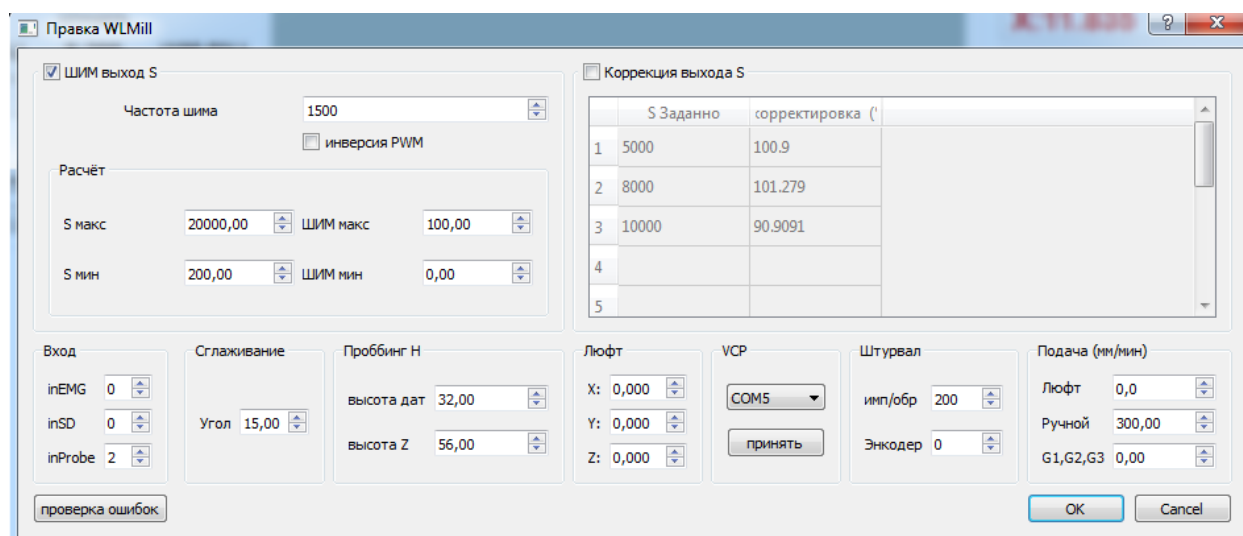 Правка WLMill
ШИМ выход S
Частота шима 1500
инверсия PWM
Расчёт
S макс 20000,00 ШИМ макс 100,00
S мин 200,00 ШИМ мин 0,00
Коррекция выхода S
S Заданно корректировка ('
1 5000 100.9
2 8000 101.279
3 10000 90.9091
4
5
Вход
inEMG 0
inSD 0
inProbe 2
Сглаживание
Угол 15,00
Проббинг H
высота дат 32,00
высота Z 56,00
Люфт
X: 0,000
Y: 0,000
Z: 0,000
VCP
COM5
принять
Штурвал
имп/обр 200
Энкодер 0
Подача (мм/мин)
Люфт 0,0
Ручной 300,00
G1,G2,G3 0,00
проверка ошибок
OK Cancel